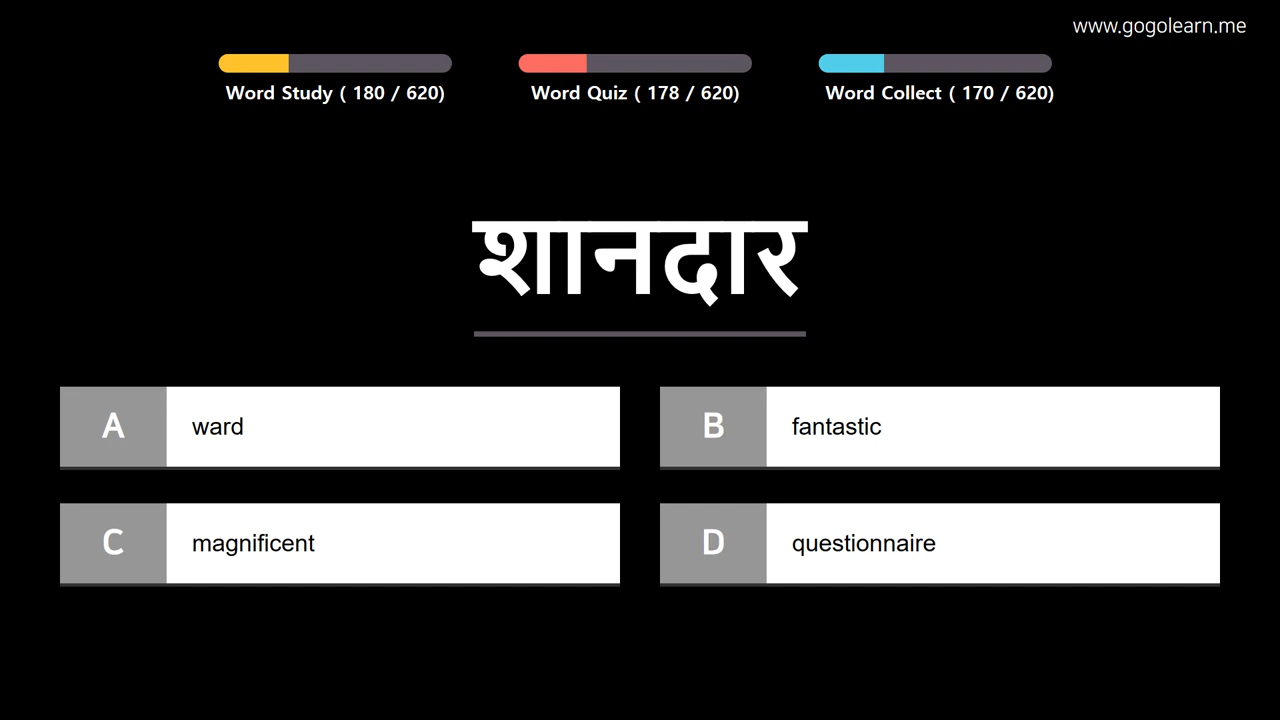 www.gogolearn.me
Word Study ( 180 / 620) Word Quiz ( 178 / 620) Word Collect ( 170 / 620)
शानदार
A ward
B fantastic
C magnificent
D questionnaire